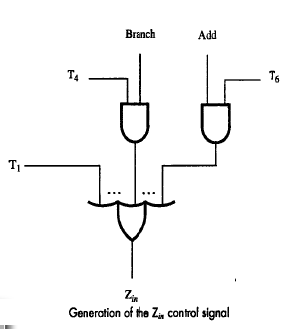 Branch Add
T4 T6
T1
... ...
Zin
Generation of the Zin control signal